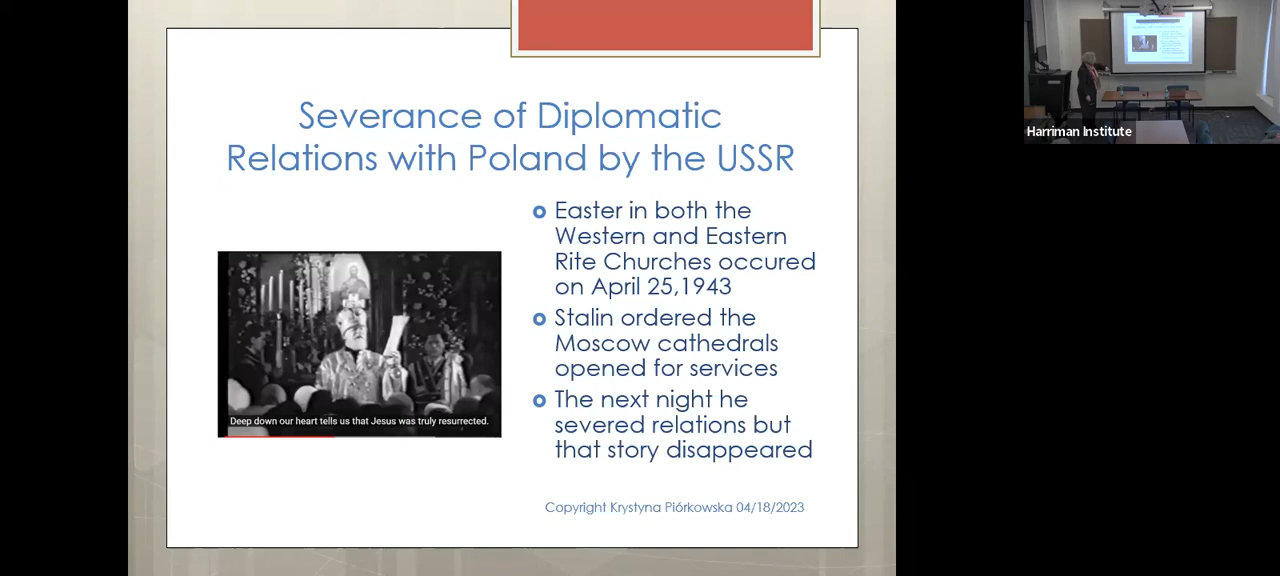 Severance of Diplomatic
Relations with Poland by the USSR
Easter in both the
Western and Eastern
Rite Churches occured
on April 25,1943
Stalin ordered the
Moscow cathedrals
opened for services
The next night he
severed relations but
that story disappeared
Deep down our heart tells us that Jesus was truly resurrected.
Copyright Krystyna Piórkowska 04/18/2023
Harriman Institute